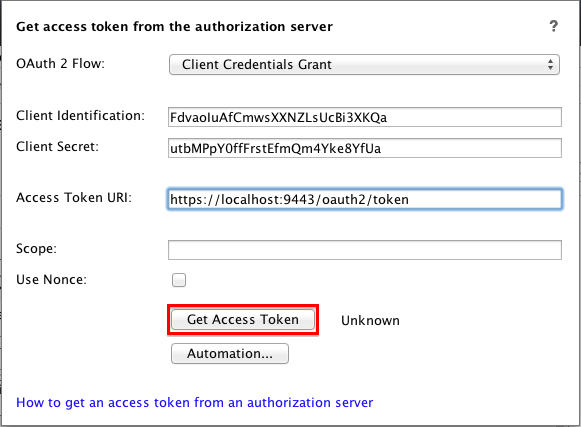 Get access token from the authorization server ?
OAuth 2 Flow: Client Credentials Grant
Client Identification: FdvaoIuAfCmwsXXNZLsUcBi3XKQa
Client Secret: utbMPpY0ffFrstEfmQm4Yke8YfUa
Access Token URI: https://localhost:9443/oauth2/token
Scope:
Use Nonce:
Get Access Token Unknown
Automation...
How to get an access token from an authorization server